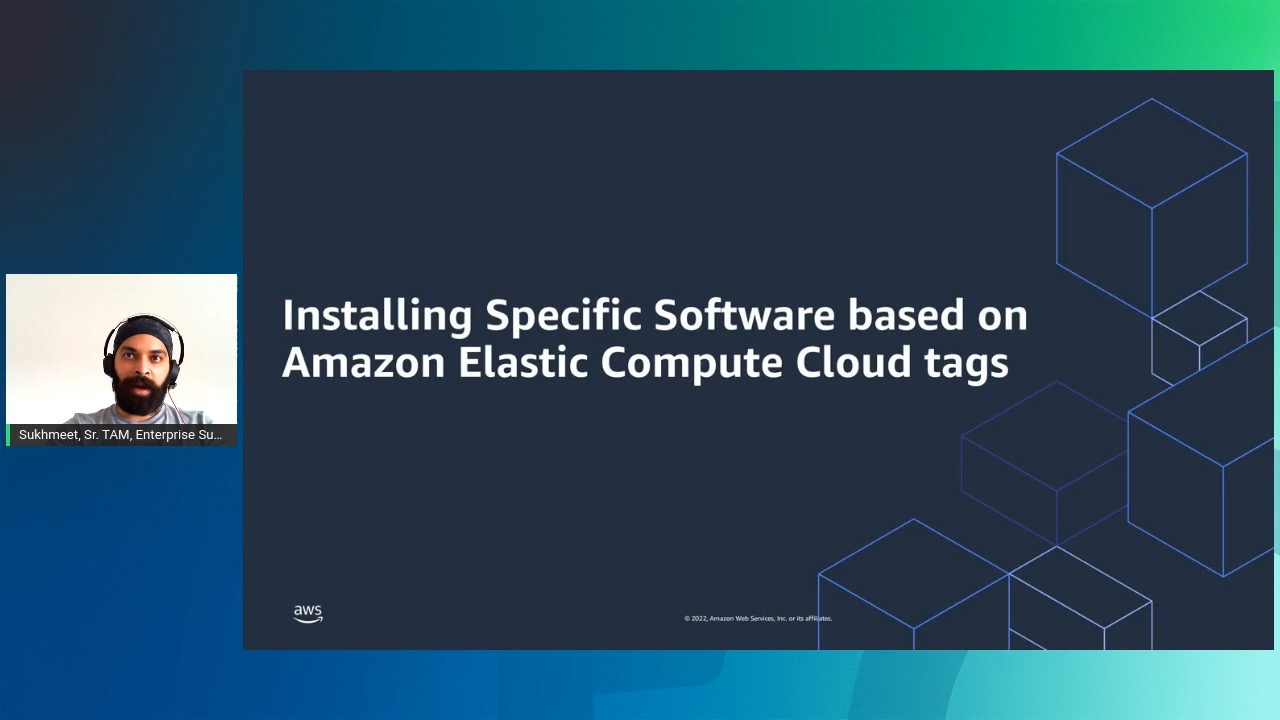 Installing Specific Software based on
Amazon Elastic Compute Cloud tags
Sukhmeet, Sr. TAM, Enterprise Su...
aws
© 2022, Amazon Web Services, Inc. or its affiliates.